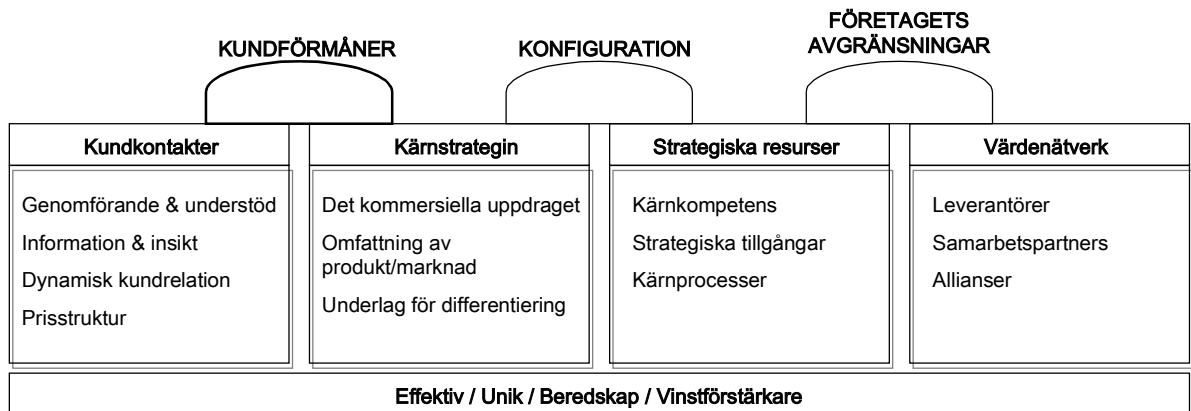 KUNDFÖRMÅNER
KONFIGURATION
FÖRETAGETS
AVGRÄNSNINGAR
Kundkontakter
Genomförande & understöd
Information & insikt
Dynamisk kundrelation
Prisstruktur
Kärnstrategin
Det kommersiella uppdraget
Omfattning av
produkt/marknad
Underlag för differentiering
Strategiska resurser
Kärnkompetens
Strategiska tillgångar
Kärnprocesser
Värdenätverk
Leverantörer
Samarbetspartners
Allianser
Effektiv / Unik / Beredskap / Vinstförstärkare